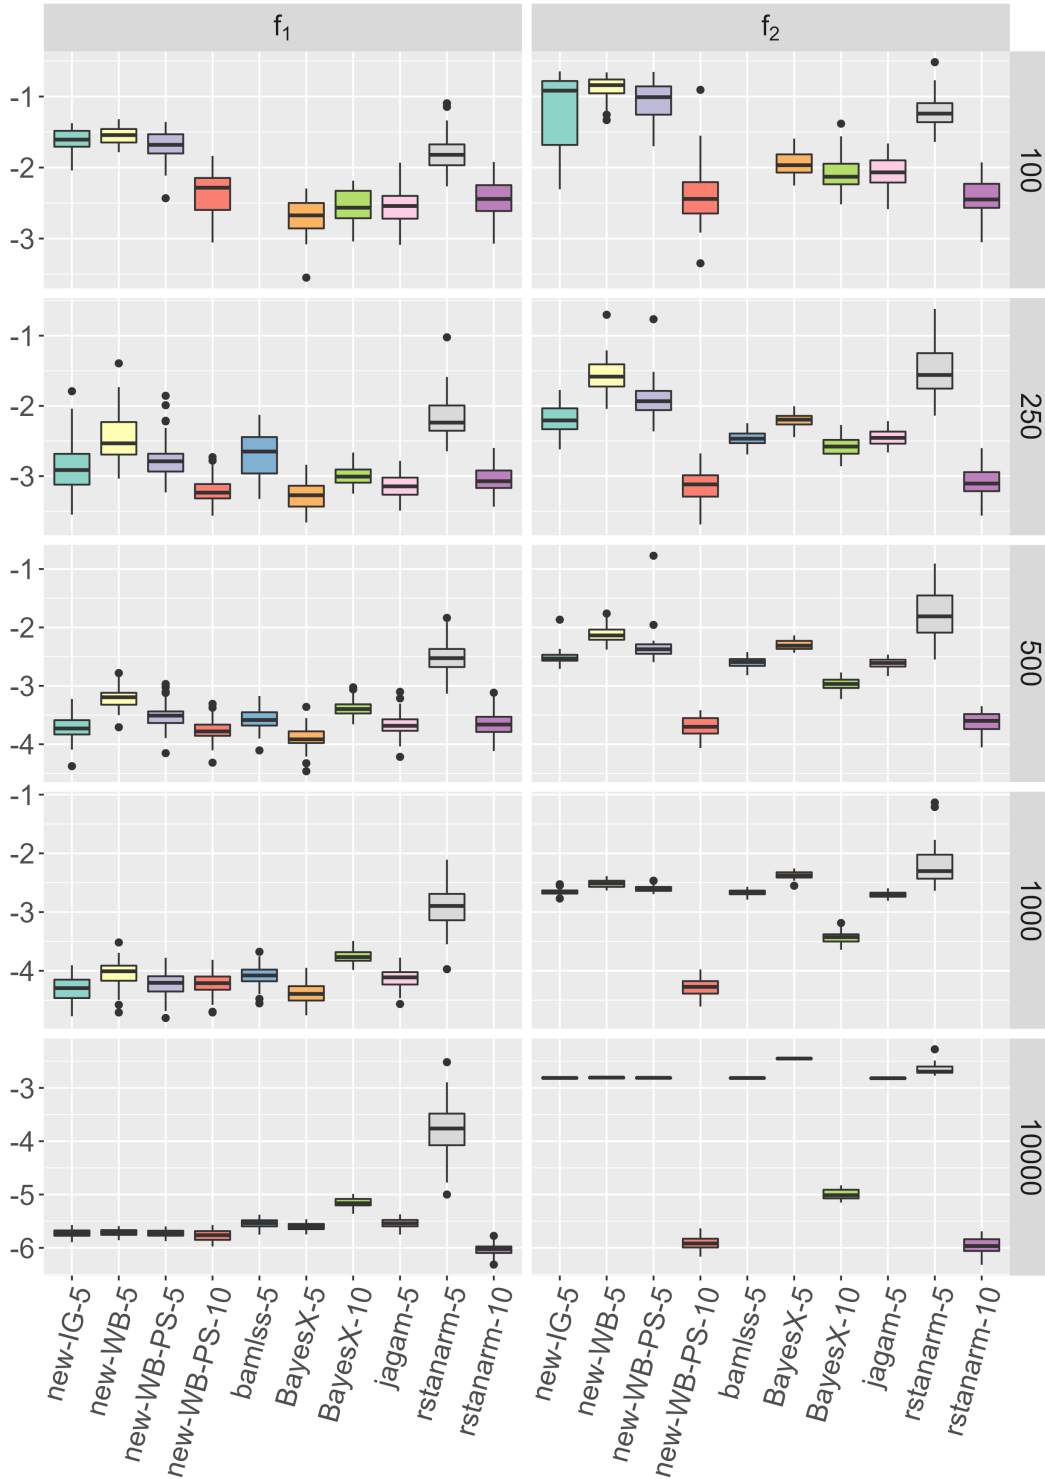 f1
f2
-1
-2
-3
100
-1
-2
-3
250
-1
-2
-3
-4
500
-1
-2
-3
-4
1000
-3
-4
-5
-6
10000
new-IG-5
new-WB-5
new-WB-PS-5
new-WB-PS-10
bamlss-5
BayesX-5
BayesX-10
jagam-5
rstanarm-5
rstanarm-10
new-IG-5
new-WB-5
new-WB-PS-5
new-WB-PS-10
bamlss-5
BayesX-5
BayesX-10
jagam-5
rstanarm-5
rstanarm-10